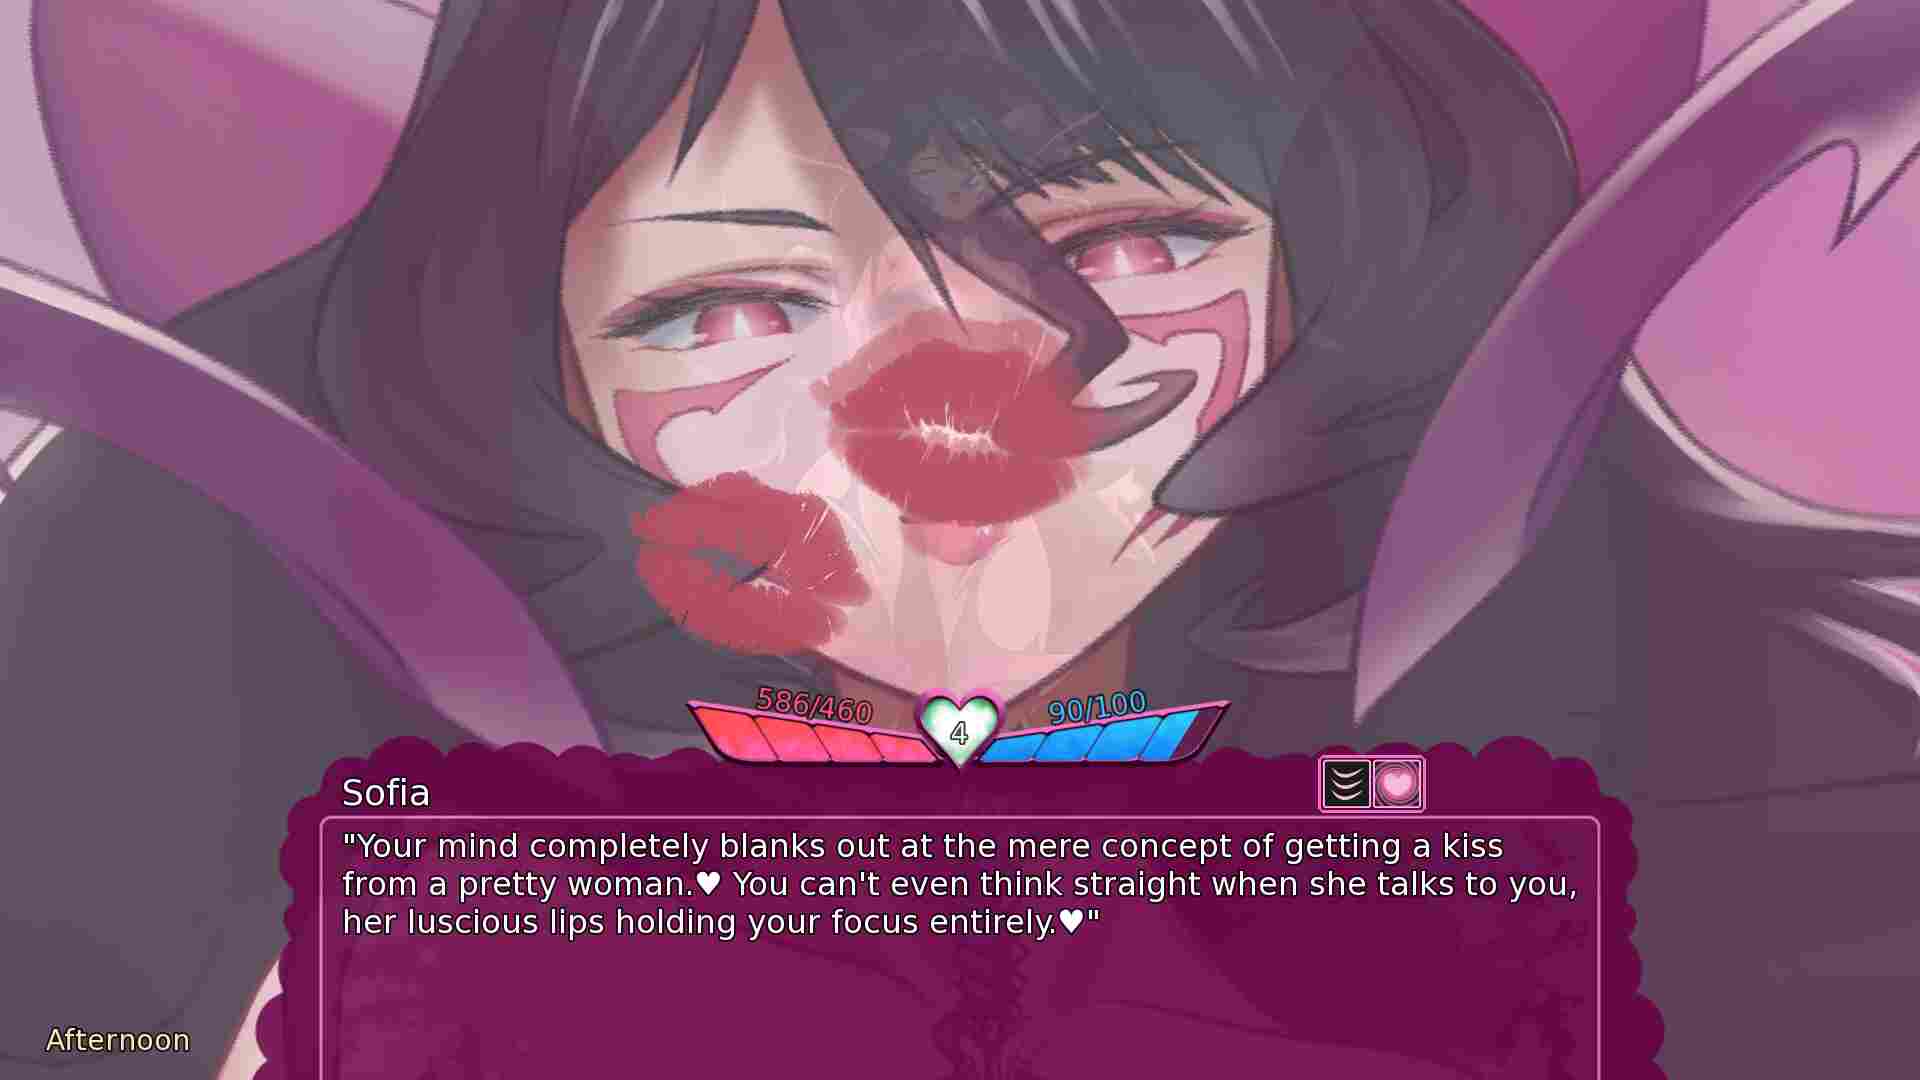 586/460
4
90/100
Sofia
"Your mind completely blanks out at the mere concept of getting a kiss
from a pretty woman.♥ You can't even think straight when she talks to you,
her luscious lips holding your focus entirely.♥"
Afternoon